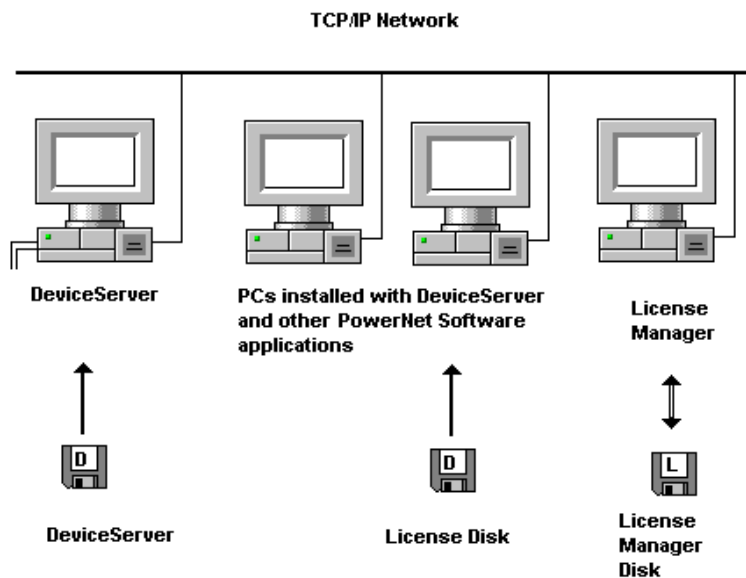 TCP/IP Network
DeviceServer
PCs installed with DeviceServer
and other PowerNet Software
applications
License
Manager
D
D
L
DeviceServer
License Disk
License
Manager
Disk